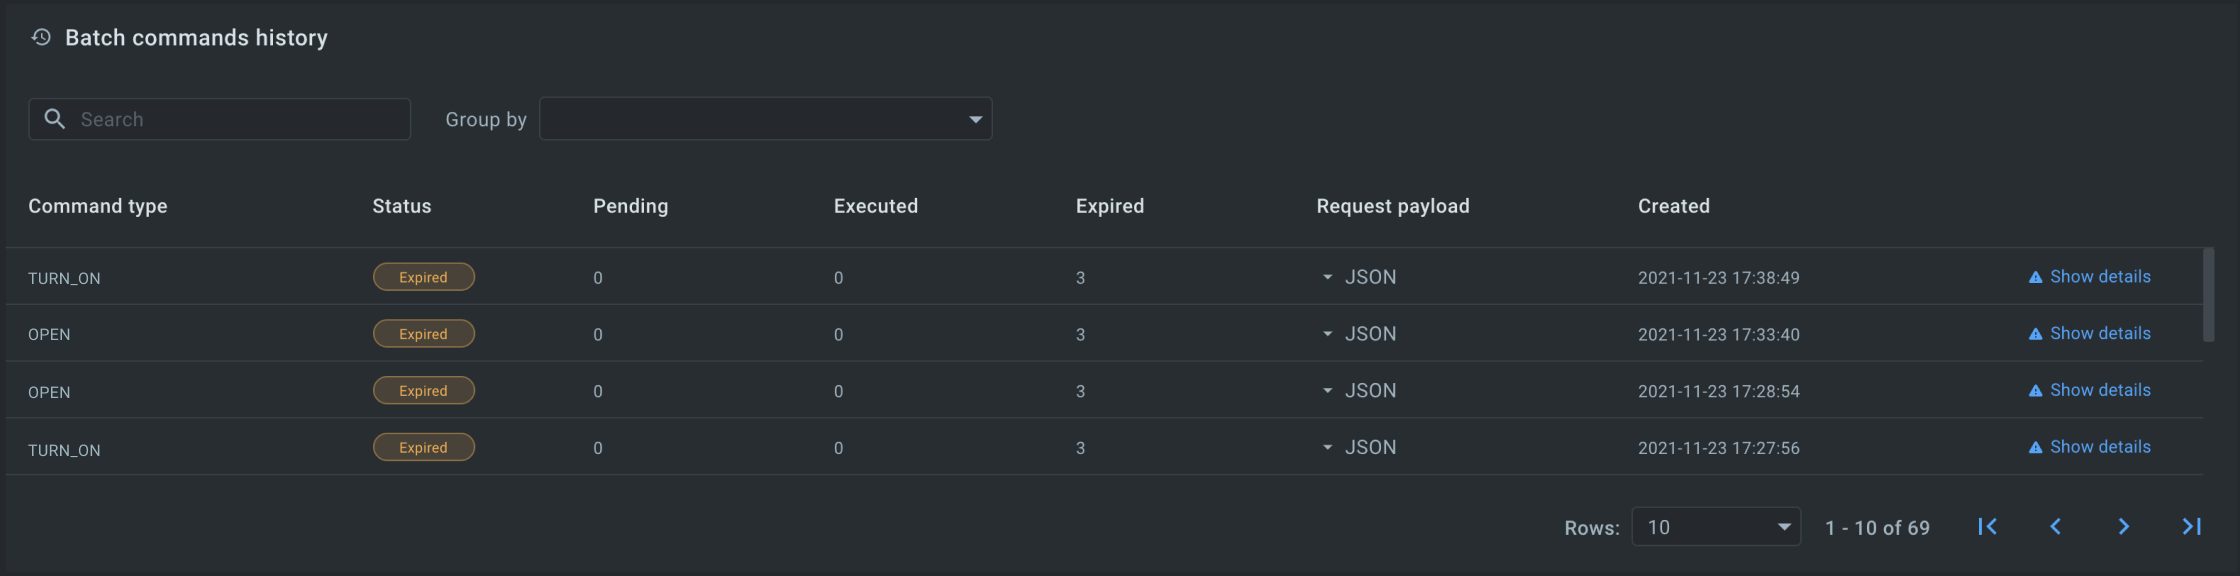 Batch commands history
Search Group by
Command type Status Pending Executed Expired Request payload Created
TURN_ON Expired 0 0 3 JSON 2021-11-23 17:38:49 Show details
OPEN Expired 0 0 3 JSON 2021-11-23 17:33:40 Show details
OPEN Expired 0 0 3 JSON 2021-11-23 17:28:54 Show details
TURN_ON Expired 0 0 3 JSON 2021-11-23 17:27:56 Show details
Rows: 10 1 - 10 of 69